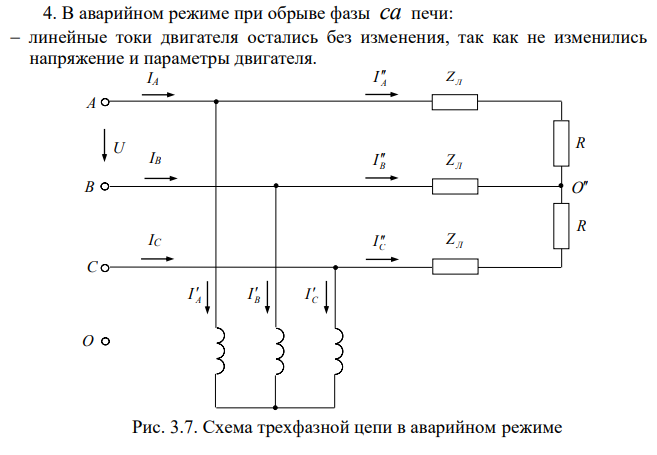 4. В аварийном режиме при обрыве фазы ca печи:
– линейные токи двигателя остались без изменения, так как не изменились
напряжение и параметры двигателя.
I_A I″_A Z_Л
A
U R
I_B I″_B Z_Л
B O″
I_C I″_C Z_Л R
C
I′_A I′_B I′_C
O
Рис. 3.7. Схема трехфазной цепи в аварийном режиме